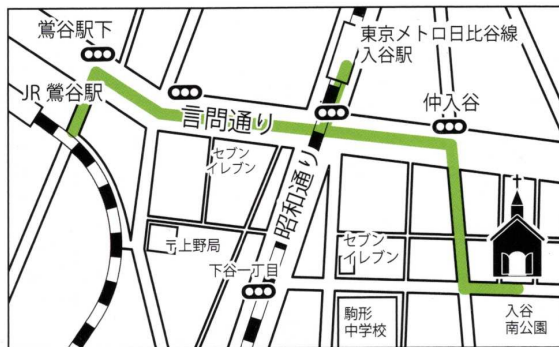 鶯谷駅下
東京メトロ日比谷線
入谷駅
JR 鶯谷駅
仲入谷
言問通り
セブン
イレブン
昭和通り
〒上野局
セブン
イレブン
下谷一丁目
駒形
中学校
入谷
南公園